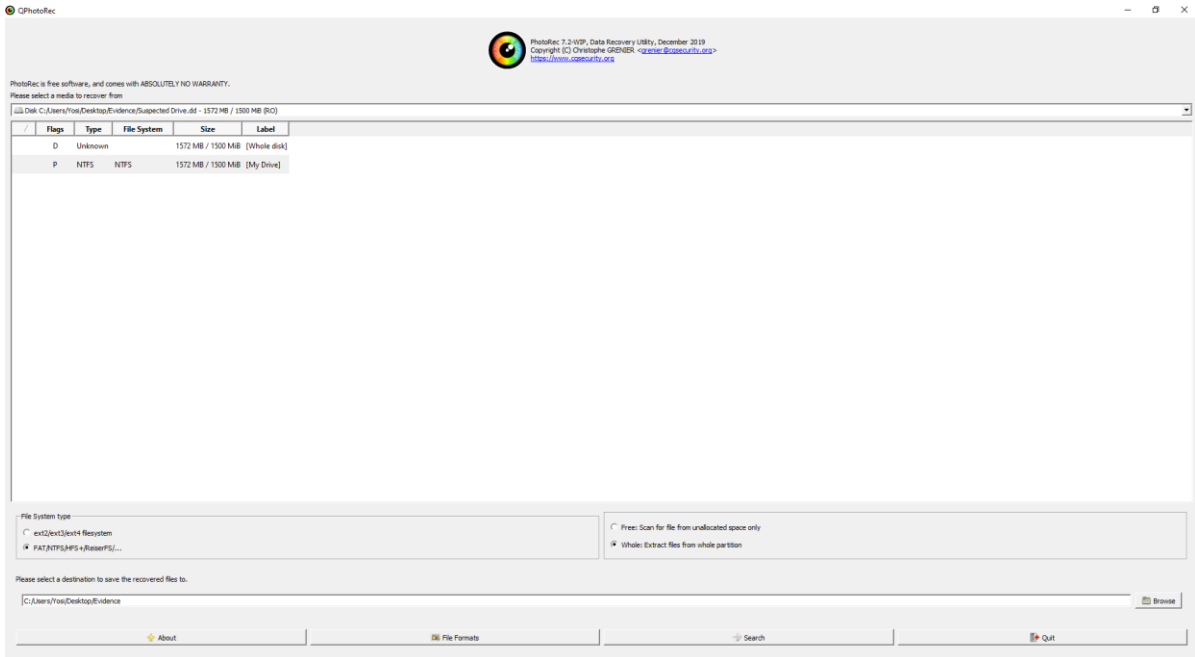 QPhotoRec
PhotoRec 7.2-WIP, Data Recovery Utility, December 2019
Copyright (C) Christophe GRENIER <grenier@cgsecurity.org>
https://www.cgsecurity.org
PhotoRec is free software, and comes with ABSOLUTELY NO WARRANTY.
Please select a media to recover from
Disk C:/Users/Yosi/Desktop/Evidence/Suspected Drive.dd - 1572 MB / 1500 MiB (RO)
/ Flags Type File System Size Label
D Unknown 1572 MB / 1500 MiB [Whole disk]
P NTFS NTFS 1572 MB / 1500 MiB [My Drive]
File System type
ext2/ext3/ext4 filesystem
FAT/NTFS/HFS+/ReiserFS/...
Free: Scan for file from unallocated space only
Whole: Extract files from whole partition
Please select a destination to save the recovered files to.
C:/Users/Yosi/Desktop/Evidence
Browse
About File Formats Search Quit